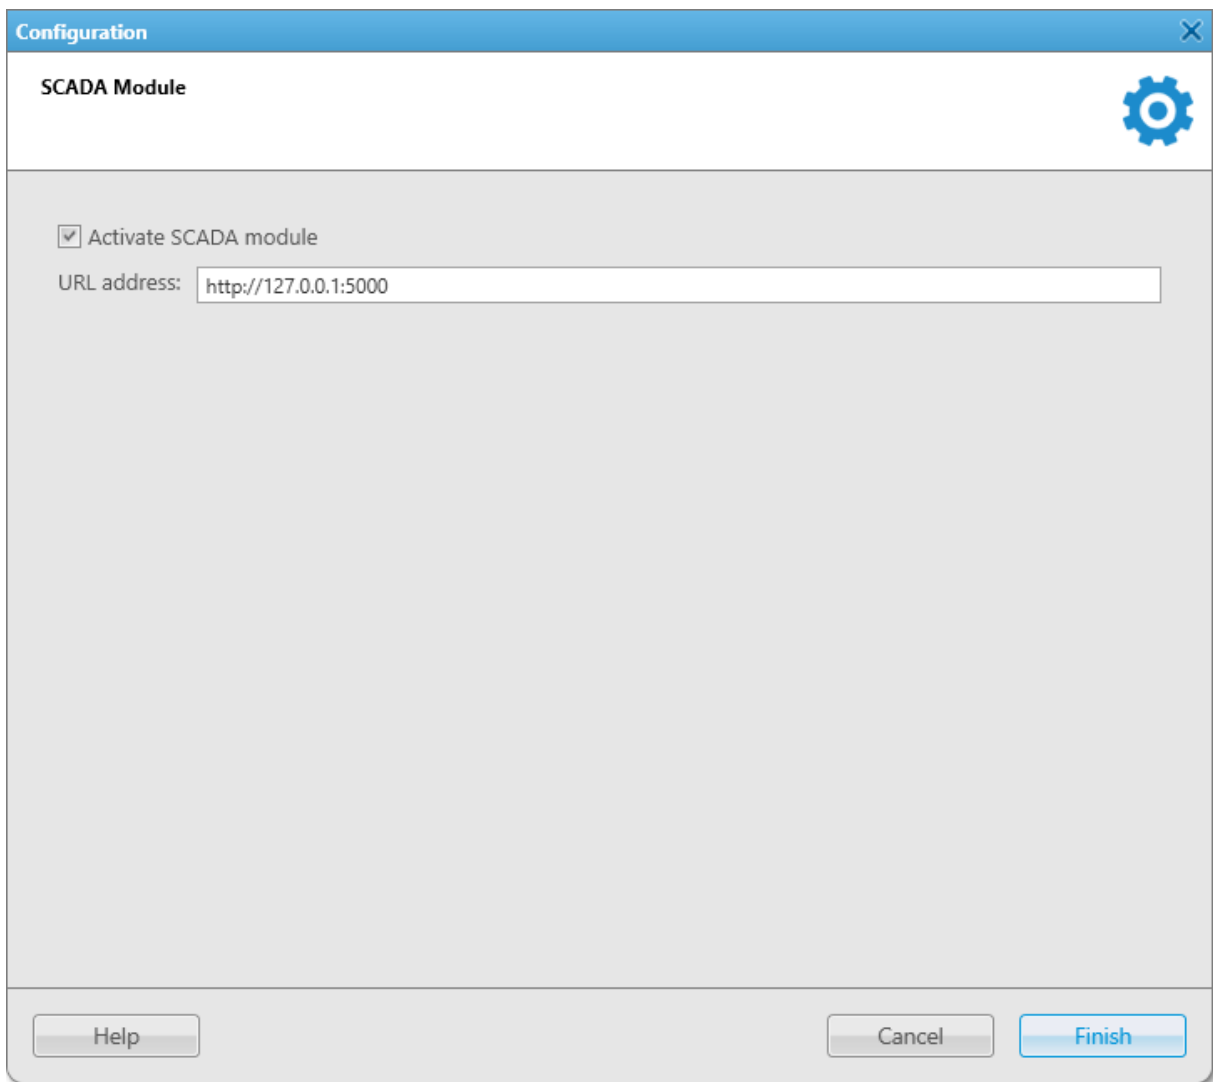 Configuration
SCADA Module
Activate SCADA module
URL address: http://127.0.0.1:5000
Help Cancel Finish